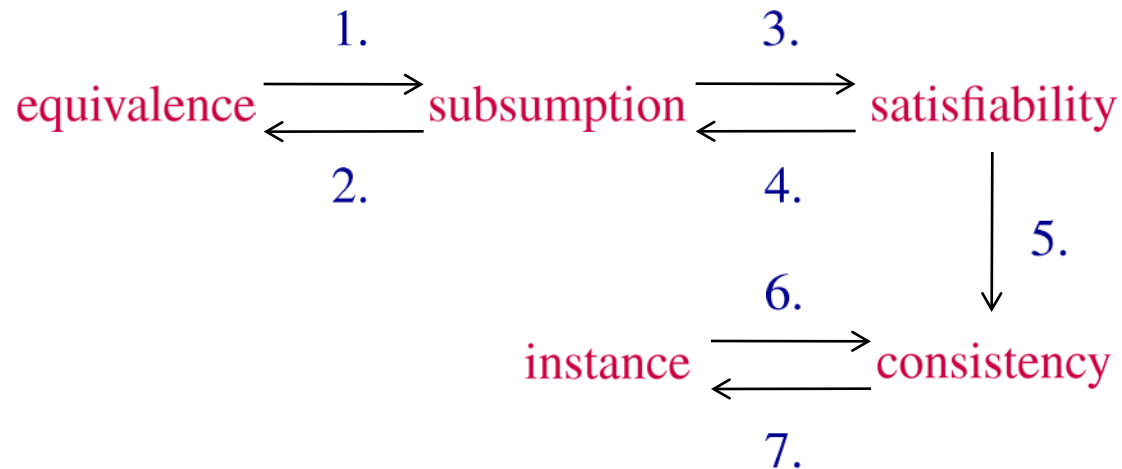 1. 3.
equivalence subsumption satisfiability
2. 4.
5.
6.
instance consistency
7.